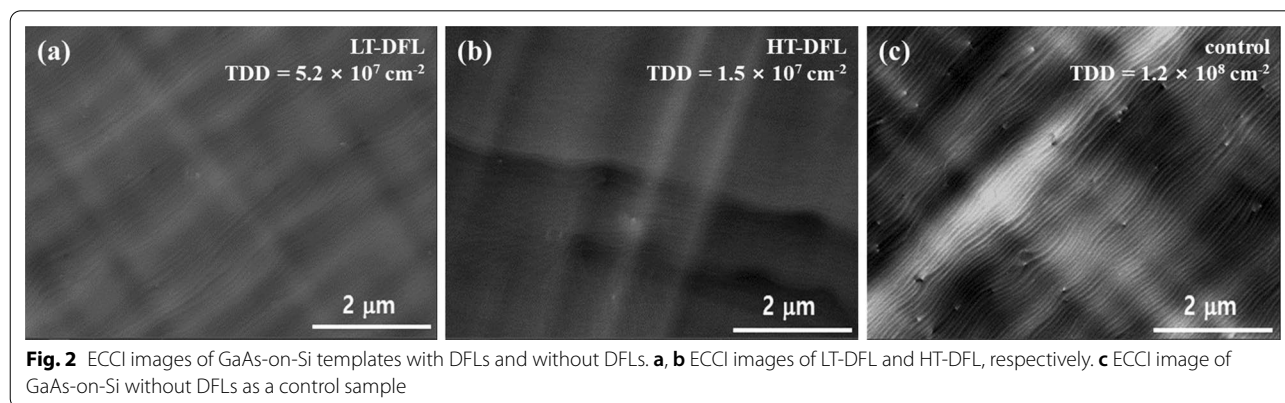 (a)
LT-DFL
TDD = 5.2 × 10⁷ cm⁻²
2 μm
(b)
HT-DFL
TDD = 1.5 × 10⁷ cm⁻²
2 μm
(c)
control
TDD = 1.2 × 10⁸ cm⁻²
2 μm
Fig. 2 ECCI images of GaAs-on-Si templates with DFLs and without DFLs. a, b ECCI images of LT-DFL and HT-DFL, respectively. c ECCI image of
GaAs-on-Si without DFLs as a control sample